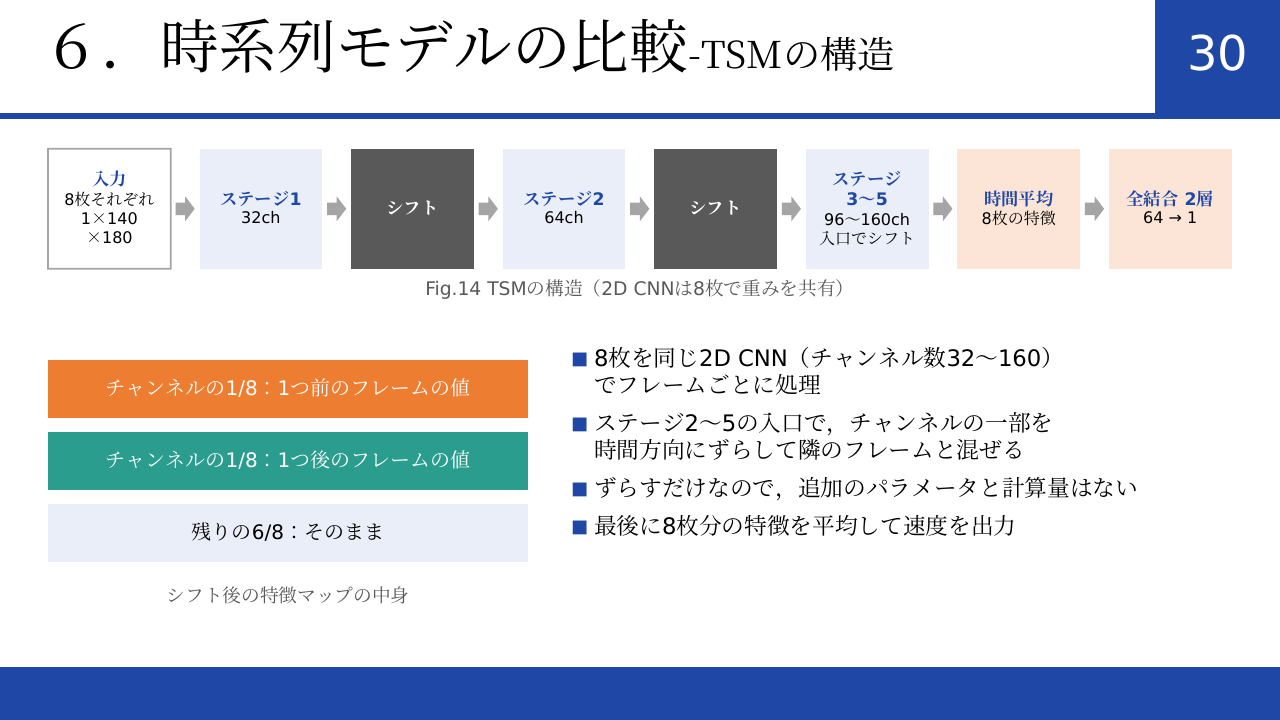 ６．時系列モデルの比較-TSMの構造
30
入力
8枚それぞれ
1×140
×180
ステージ1
32ch
シフト
ステージ2
64ch
シフト
ステージ
3～5
96～160ch
入口でシフト
時間平均
8枚の特徴
全結合 2層
64 → 1
Fig.14 TSMの構造（2D CNNは8枚で重みを共有）
チャンネルの1/8：1つ前のフレームの値
チャンネルの1/8：1つ後のフレームの値
残りの6/8：そのまま
シフト後の特徴マップの中身
■ 8枚を同じ2D CNN（チャンネル数32～160）
でフレームごとに処理
■ ステージ2～5の入口で，チャンネルの一部を
時間方向にずらして隣のフレームと混ぜる
■ ずらすだけなので，追加のパラメータと計算量はない
■ 最後に8枚分の特徴を平均して速度を出力